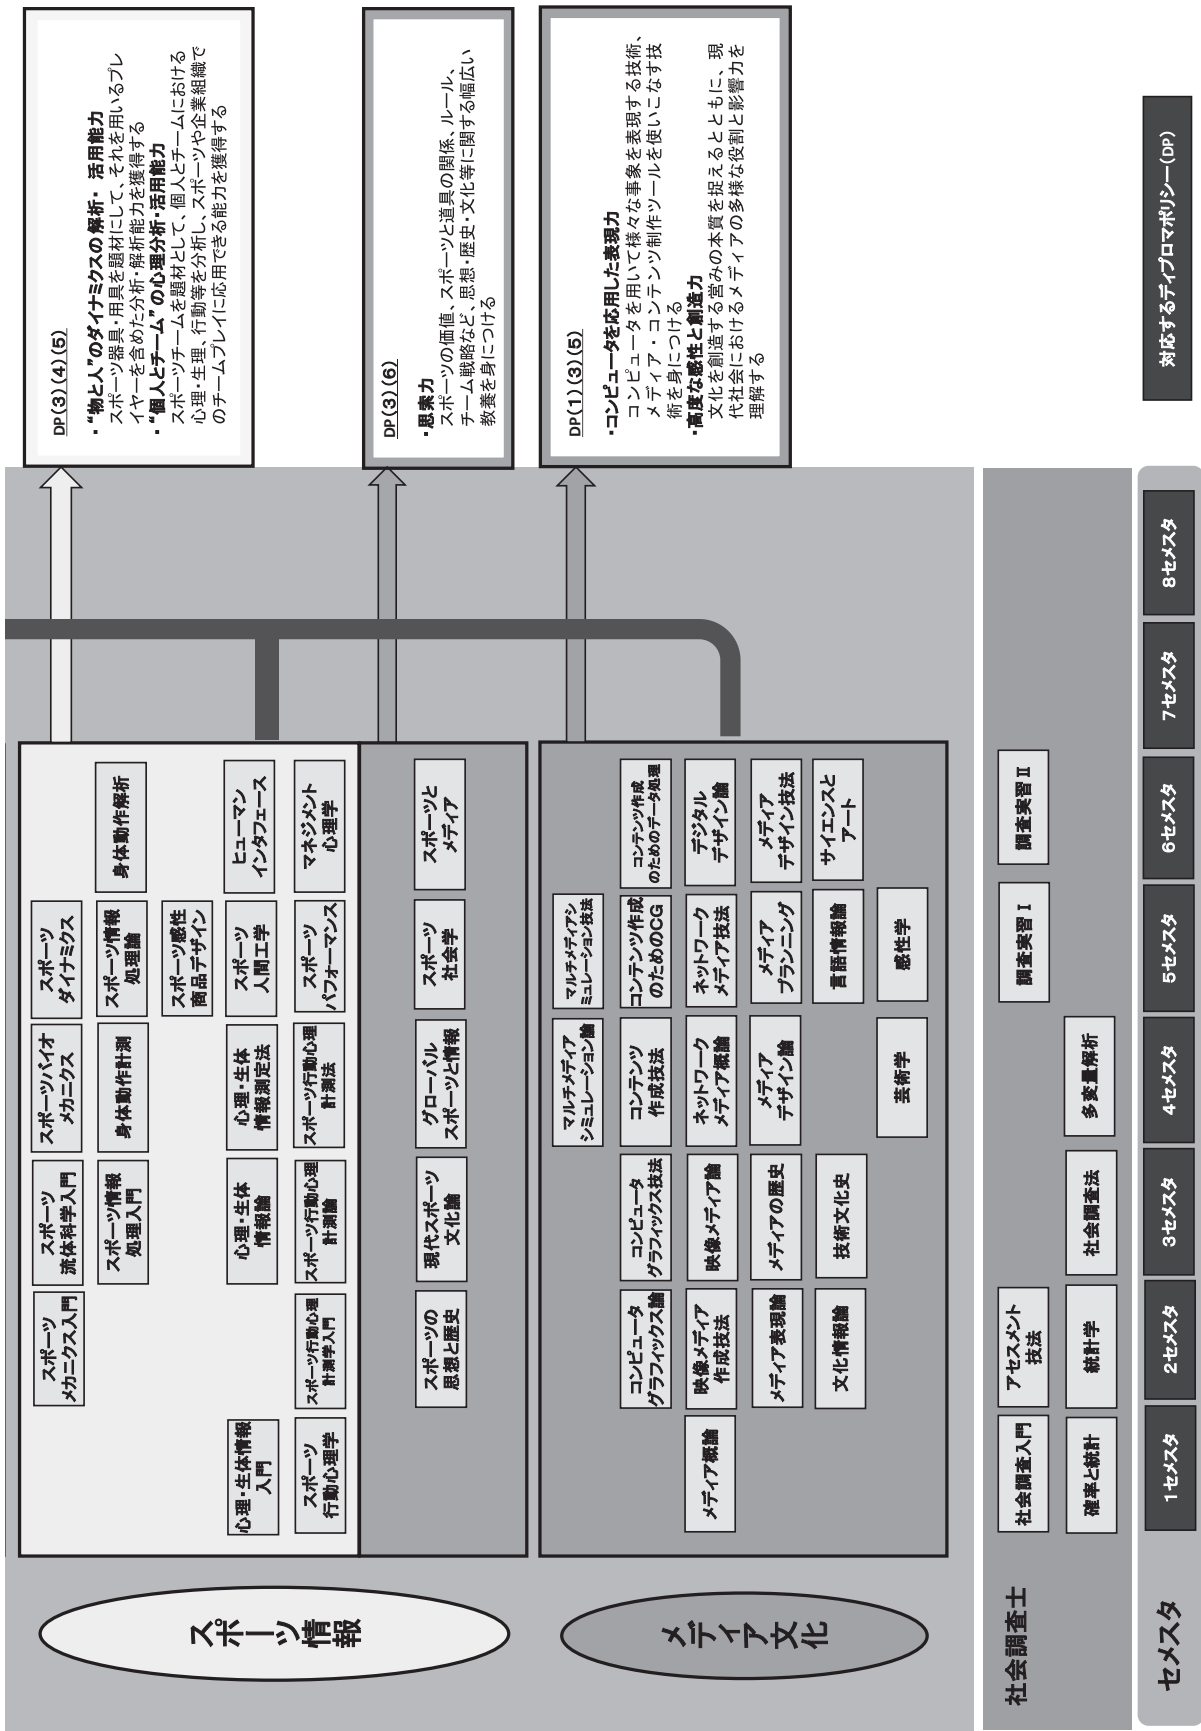 スポーツ情報
スポーツ
メカニクス入門
スポーツ
流体科学入門
スポーツバイオ
メカニクス
スポーツ
ダイナミクス
スポーツ情報
処理入門
身体動作計測
スポーツ情報
処理論
身体動作解析
スポーツ感性
商品デザイン
心理・生体情報
入門
心理・生体
情報論
心理・生体
情報測定法
スポーツ
人間工学
ヒューマン
インタフェース
スポーツ
行動心理学
スポーツ行動心理
計測学入門
スポーツ行動心理
計測論
スポーツ行動心理
計測法
スポーツ
パフォーマンス
マネジメント
心理学
スポーツの
思想と歴史
現代スポーツ
文化論
グローバル
スポーツと情報
スポーツ
社会学
スポーツと
メディア
DP(3)(4)(5)
・“物と人”のダイナミクスの解析・ 活用能力
スポーツ器具・用具を題材にして、それを用いるプレ
イヤーを含めた分析・解析能力を獲得する
・“個人とチーム”の心理分析・活用能力
スポーツチームを題材として、個人とチームにおける
心理・生理、行動等を分析し、スポーツや企業組織で
のチームプレイに応用できる能力を獲得する
DP(3)(6)
・思索力
スポーツの価値、スポーツと道具の関係、ルール、
チーム戦略など、思想・歴史・文化等に関する幅広い
教養を身につける
メディア文化
マルチメディア
シミュレーション論
マルチメディアシ
ミュレーション技法
コンピュータ
グラフィックス論
コンピュータ
グラフィックス技法
コンテンツ
作成技法
コンテンツ作成
のためのCG
コンテンツ作成
のためのデータ処理
メディア概論
映像メディア
作成技法
映像メディア論
ネットワーク
メディア概論
ネットワーク
メディア技法
デジタル
デザイン論
メディア表現論
メディアの歴史
メディア
デザイン論
メディア
プランニング
メディア
デザイン技法
文化情報論
技術文化史
言語情報論
サイエンスと
アート
芸術学
感性学
DP(1)(3)(5)
・コンピュータを応用した表現力
コンピュータを用いて様々な事象を表現する技術、
メディア・コンテンツ制作ツールを使いこなす技
術を身につける
・高度な感性と創造力
文化を創造する営みの本質を捉えるとともに、現
代社会におけるメディアの多様な役割と影響力を
理解する
社会調査士
社会調査入門
アセスメント
技法
調査実習Ⅰ
調査実習Ⅱ
確率と統計
統計学
社会調査法
多変量解析
セメスタ
1セメスタ
2セメスタ
3セメスタ
4セメスタ
5セメスタ
6セメスタ
7セメスタ
8セメスタ
対応するディプロマポリシー(DP)